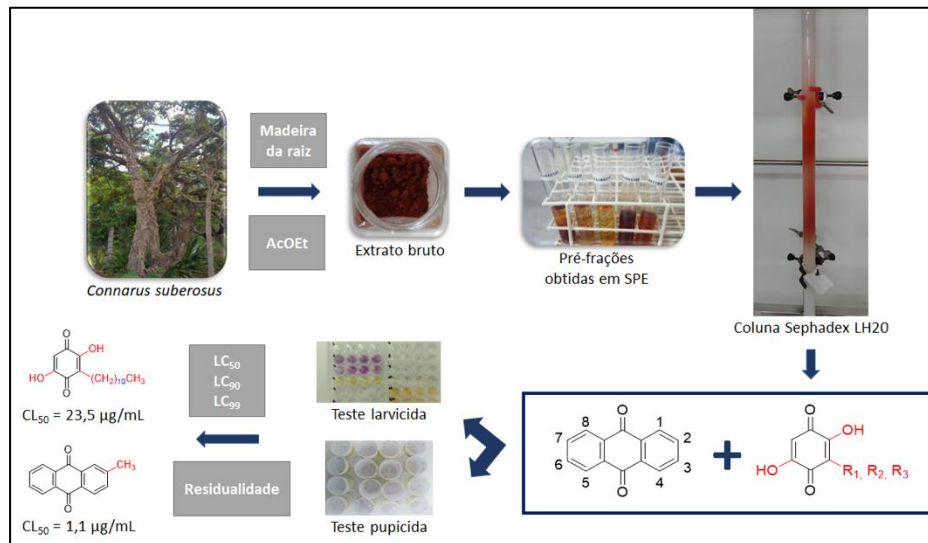 Madeira
da raiz
AcOEt
Connarus suberosus
Extrato bruto
Pré-frações
obtidas em SPE
Coluna Sephadex LH20
8
1
7
2
6
3
5
4
O
O
O
OH
HO
O
R₁, R₂, R₃
Teste larvicida
Teste pupicida
LC₅₀
LC₉₀
LC₉₉
Residualidade
O
OH
HO
(CH₂)₁₀CH₃
O
CL₅₀ = 23,5 µg/mL
O
CH₃
O
CL₅₀ = 1,1 µg/mL